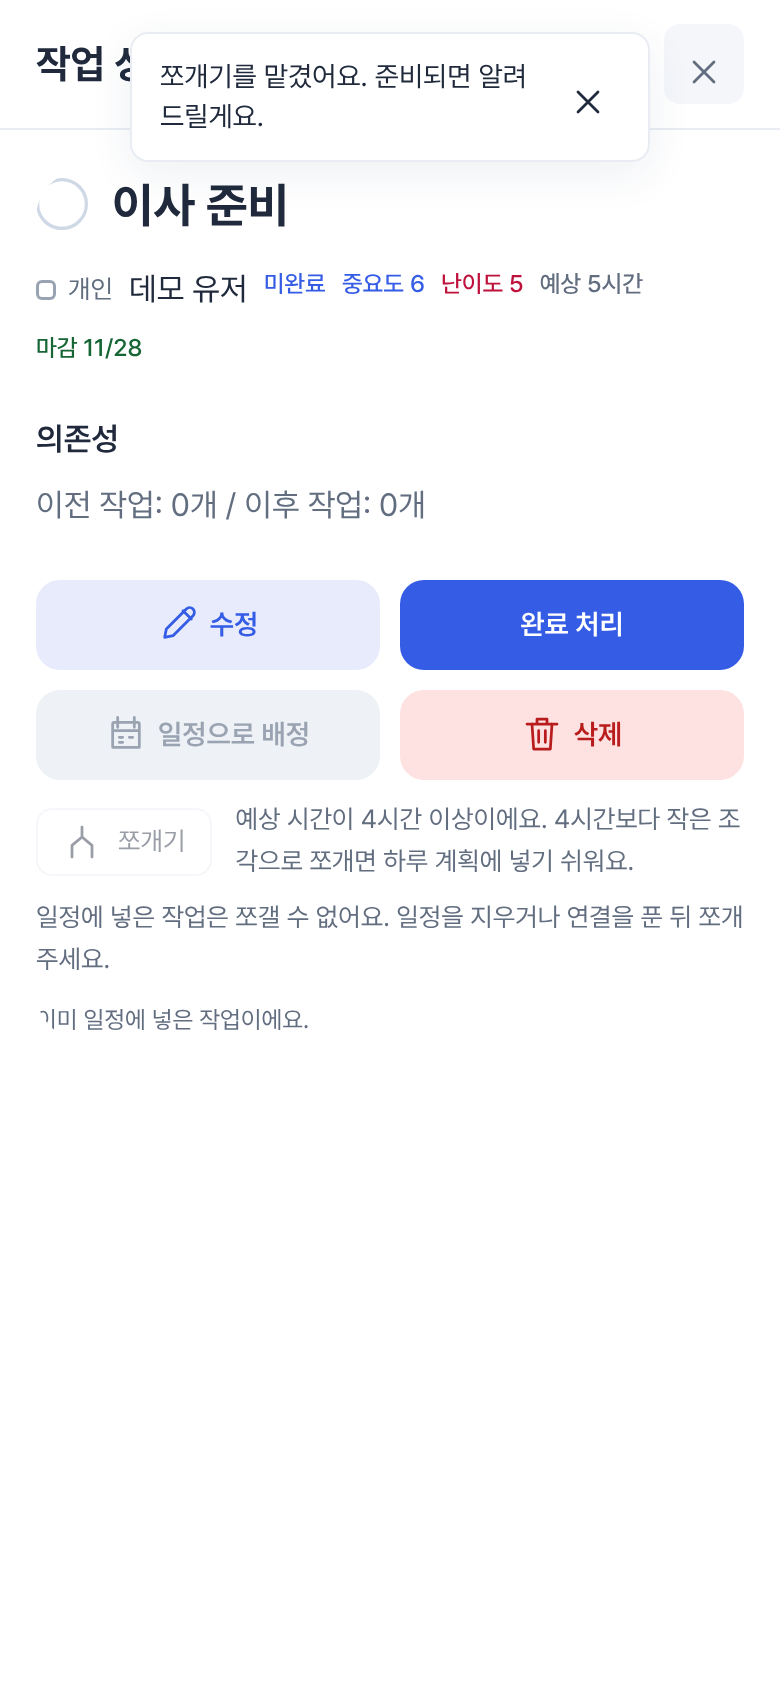 작업
쪼개기를 맡겼어요. 준비되면 알려
드릴게요.
이사 준비
개인 데모 유저 미완료 중요도 6 난이도 5 예상 5시간
마감 11/28
의존성
이전 작업: 0개 / 이후 작업: 0개
수정
완료 처리
일정으로 배정
삭제
쪼개기
예상 시간이 4시간 이상이에요. 4시간보다 작은 조
각으로 쪼개면 하루 계획에 넣기 쉬워요.
일정에 넣은 작업은 쪼갤 수 없어요. 일정을 지우거나 연결을 푼 뒤 쪼개
주세요.
일정에 넣은 작업이에요.